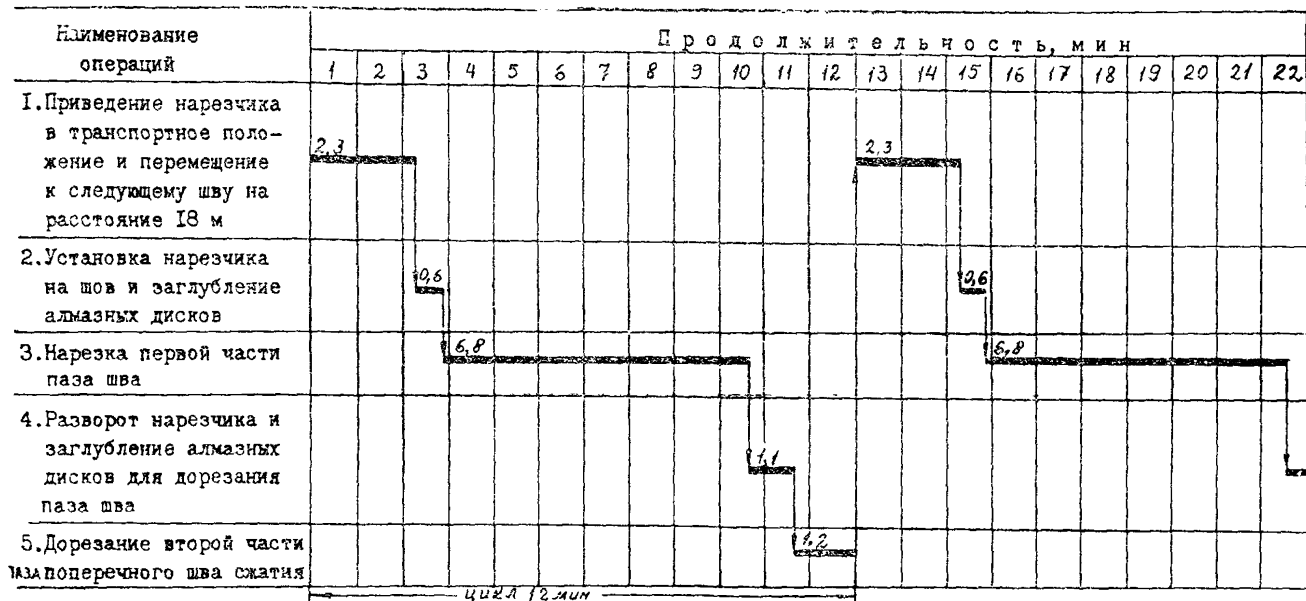 Наименование
операций
Продолжительность, мин
1 2 3 4 5 6 7 8 9 10 11 12 13 14 15 16 17 18 19 20 21 22
I.Приведение нарезчика
в транспортное поло-
жение и перемещение
к следующему шву на
расстояние I8 м
2,3 2,3
2.Установка нарезчика
на шов и заглубление
алмазных дисков
0,6 0,6
3.Нарезка первой части
паза шва
6,8 6,8
4.Разворот нарезчика и
заглубление алмазных
дисков для дорезания
паза шва
1,1
5.Дорезание второй части
паза поперечного шва сжатия
1,2
цикл 12 мин